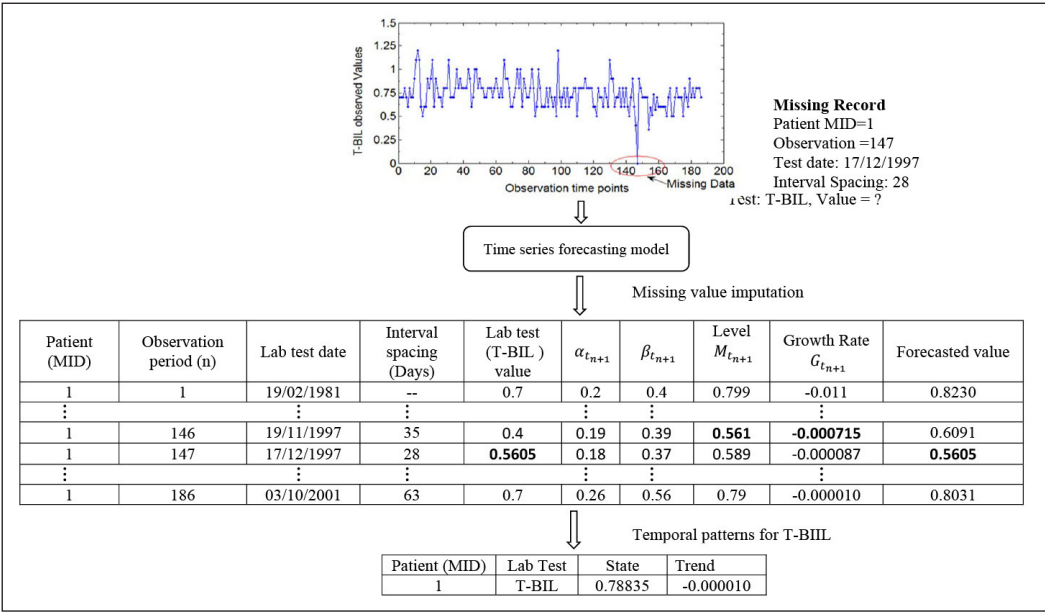 1.5
1.25
1
0.75
0.5
0.25
0
T-BIL observed Values
0 20 40 60 80 100 120 140 160 180 200
Observation time points
Missing Data
Missing Record
Patient MID=1
Observation =147
Test date: 17/12/1997
Interval Spacing: 28
Test: T-BIL, Value = ?
Time series forecasting model
Missing value imputation
Patient (MID) Observation period (n) Lab test date Interval spacing (Days) Lab test (T-BIL ) value α_{t_{n+1}} β_{t_{n+1}} Level M_{t_{n+1}} Growth Rate G_{t_{n+1}} Forecasted value
1 1 19/02/1981 -- 0.7 0.2 0.4 0.799 -0.011 0.8230
⋮ ⋮ ⋮ ⋮ ⋮
1 146 19/11/1997 35 0.4 0.19 0.39 0.561 -0.000715 0.6091
1 147 17/12/1997 28 0.5605 0.18 0.37 0.589 -0.000087 0.5605
⋮ ⋮ ⋮ ⋮ ⋮
1 186 03/10/2001 63 0.7 0.26 0.56 0.79 -0.000010 0.8031
Temporal patterns for T-BIIL
Patient (MID) Lab Test State Trend
1 T-BIL 0.78835 -0.000010